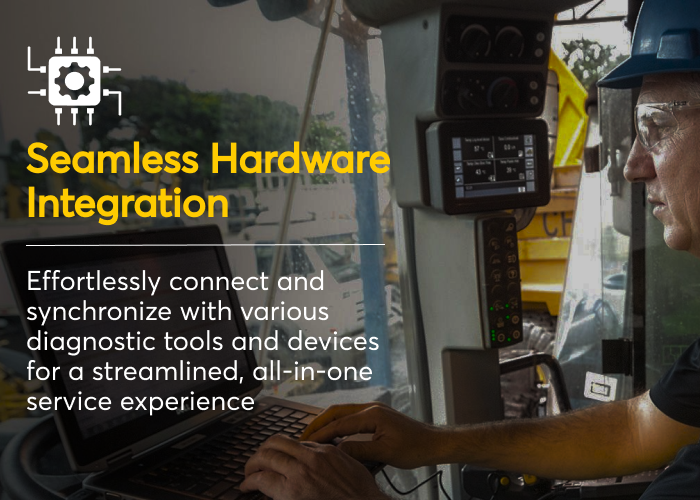 Seamless Hardware
Integration
Effortlessly connect and
synchronize with various
diagnostic tools and devices
for a streamlined, all-in-one
service experience